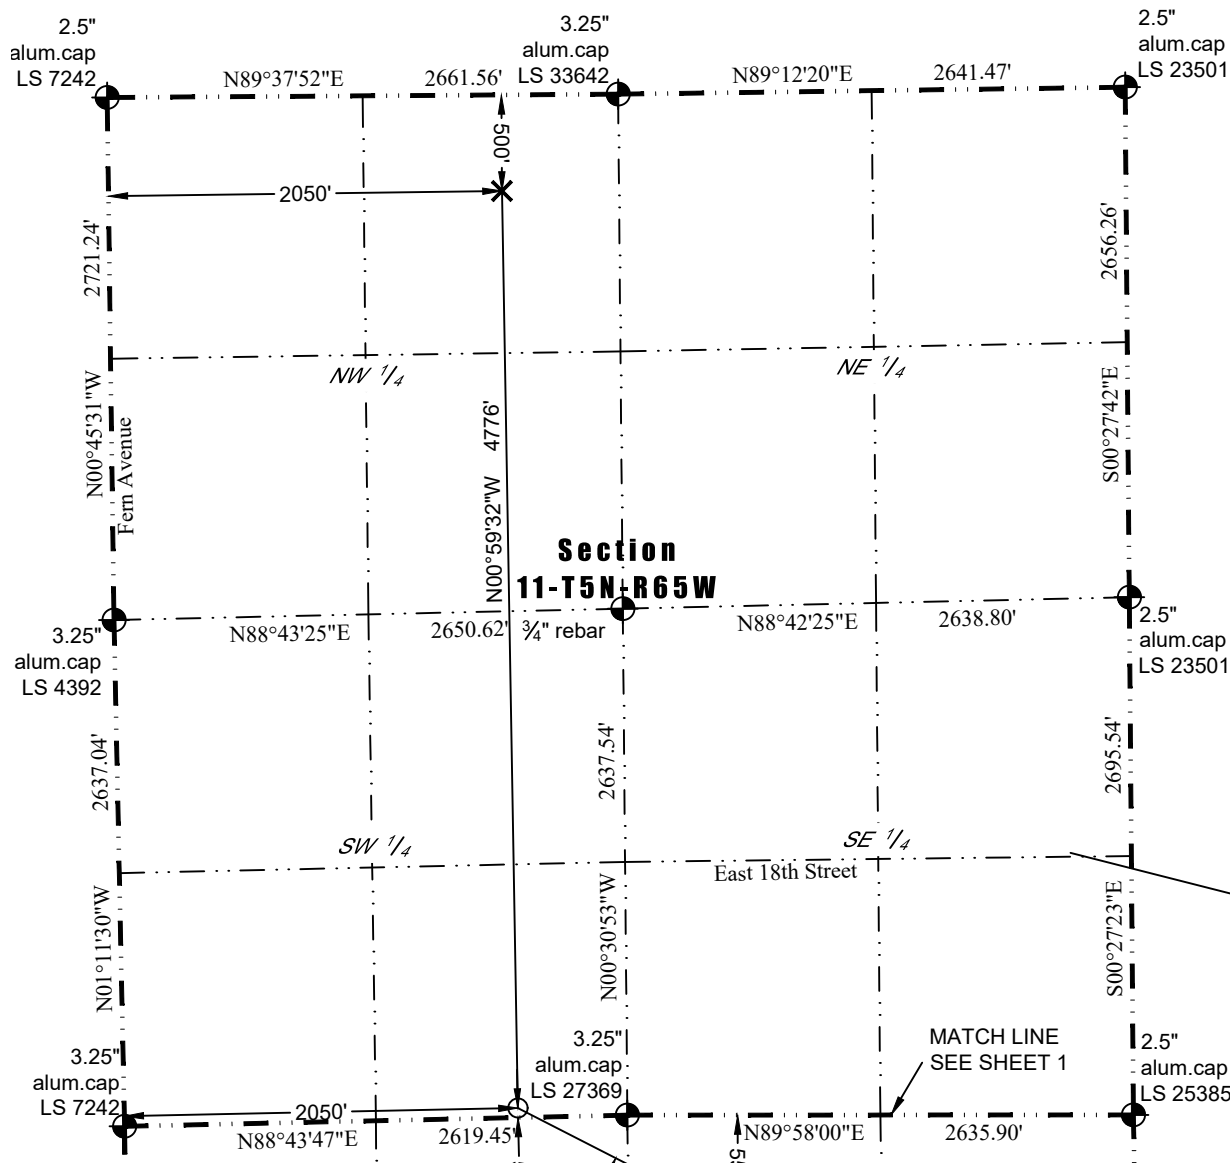 2.5"
alum.cap
LS 7242
3.25"
alum.cap
LS 33642
2.5"
alum.cap
LS 23501
N89°37'52"E
2661.56'
N89°12'20"E
2641.47'
500'
2050'
2721.24'
2656.26'
NW 1/4
NE 1/4
N00°45'31"W
Fern Avenue
N00°59'32"W 4776'
S00°27'42"E
Section
11-T5N-R65W
N88°43'25"E
2650.62'
¾" rebar
N88°42'25"E
2638.80'
3.25"
alum.cap
LS 4392
2.5"
alum.cap
LS 23501
2637.04'
2637.54'
2695.54'
SW 1/4
SE 1/4
East 18th Street
N01°11'30"W
N00°30'53"W
S00°27'23"E
3.25"
alum.cap
LS 7242
3.25"
alum.cap
LS 27369
MATCH LINE
SEE SHEET 1
2.5"
alum.cap
LS 25385
2050'
N88°43'47"E
2619.45'
N89°58'00"E
2635.90'